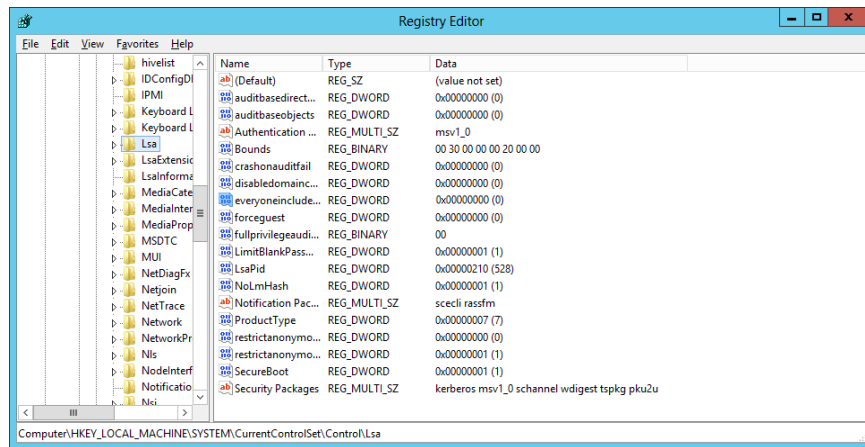 Registry Editor
File Edit View Favorites Help
hivelist
IDConfigDI
IPMI
Keyboard L
Keyboard L
Lsa
LsaExtensic
LsaInforma
MediaCate
MediaInter
MediaProp
MSDTC
MUI
NetDiagFx
Netjoin
NetTrace
Network
NetworkPr
Nls
NodeInterf
Notificatio
Nsi
Name Type Data
(Default) REG_SZ (value not set)
auditbasedirect... REG_DWORD 0x00000000 (0)
auditbaseobjects REG_DWORD 0x00000000 (0)
Authentication ... REG_MULTI_SZ msv1_0
Bounds REG_BINARY 00 30 00 00 00 20 00 00
crashonauditfail REG_DWORD 0x00000000 (0)
disabledomainc... REG_DWORD 0x00000000 (0)
everyoneinclude... REG_DWORD 0x00000000 (0)
forceguest REG_DWORD 0x00000000 (0)
fullprivilegeaudi... REG_BINARY 00
LimitBlankPass... REG_DWORD 0x00000001 (1)
LsaPid REG_DWORD 0x00000210 (528)
NoLmHash REG_DWORD 0x00000001 (1)
Notification Pac... REG_MULTI_SZ scecli rassfm
ProductType REG_DWORD 0x00000007 (7)
restrictanonymo... REG_DWORD 0x00000000 (0)
restrictanonymo... REG_DWORD 0x00000001 (1)
SecureBoot REG_DWORD 0x00000001 (1)
Security Packages REG_MULTI_SZ kerberos msv1_0 schannel wdigest tspkg pku2u
Computer\HKEY_LOCAL_MACHINE\SYSTEM\CurrentControlSet\Control\Lsa